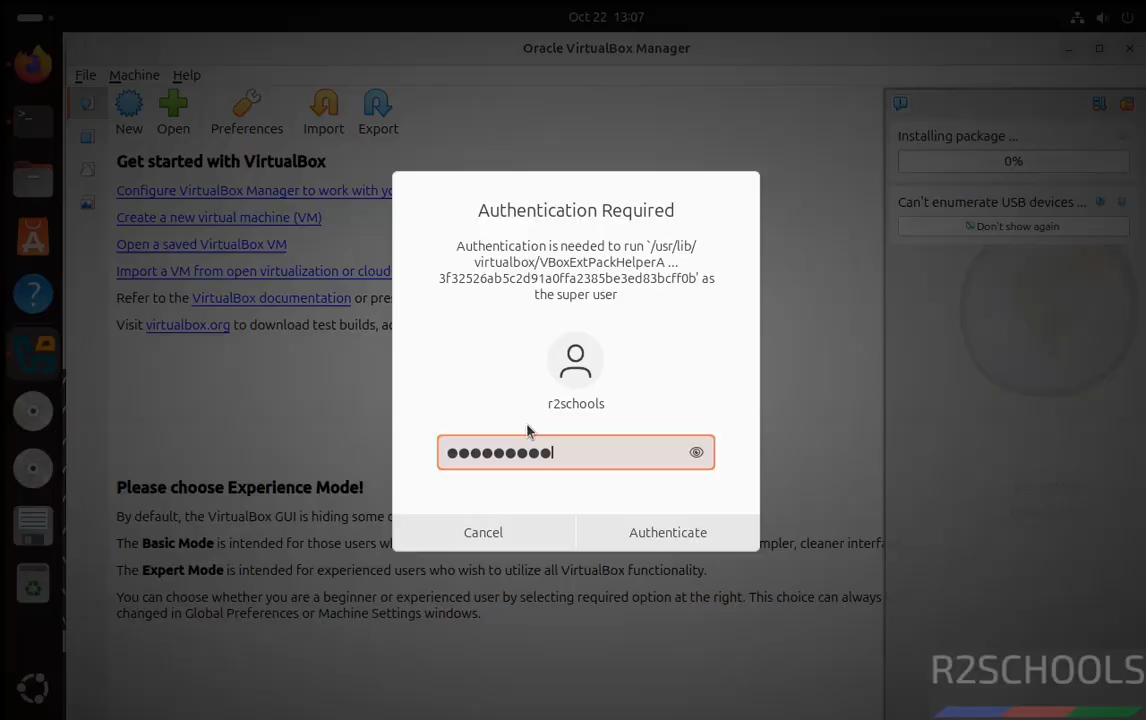 Oct 22  13:07
Oracle VirtualBox Manager
File Machine Help
New Open Preferences Import Export
Get started with VirtualBox
Configure VirtualBox Manager to work with yo
Create a new virtual machine (VM)
Open a saved VirtualBox VM
Import a VM from open virtualization or cloud
Refer to the VirtualBox documentation or pres
Visit virtualbox.org to download test builds, ac
Installing package ...
0%
Can't enumerate USB devices ...
Don't show again
Authentication Required
Authentication is needed to run `/usr/lib/
virtualbox/VBoxExtPackHelperA ...
3f32526ab5c2d91a0ffa2385be3ed83bcff0b' as
the super user
r2schools
●●●●●●●●●
Cancel Authenticate
Please choose Experience Mode!
By default, the VirtualBox GUI is hiding some o
The Basic Mode is intended for those users wh mpler, cleaner interfa
The Expert Mode is intended for experienced users who wish to utilize all VirtualBox functionality.
You can choose whether you are a beginner or experienced user by selecting required option at the right. This choice can always
changed in Global Preferences or Machine Settings windows.
R2SCHOOLS